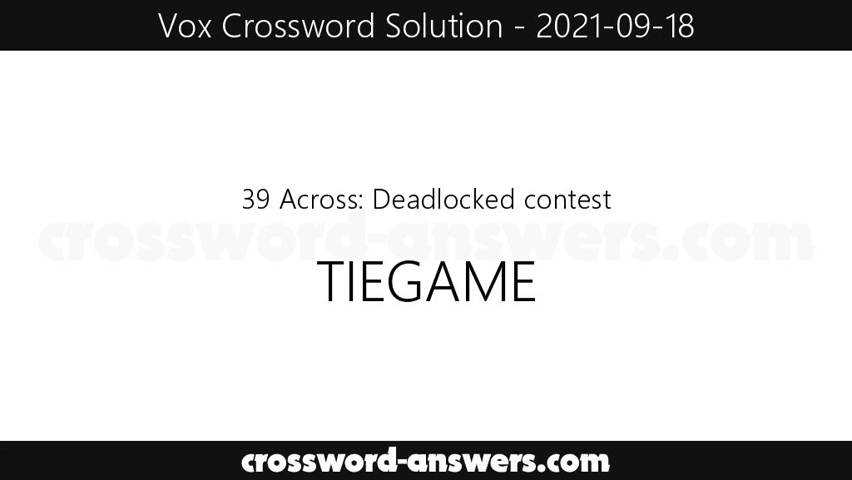 Vox Crossword Solution - 2021-09-18
39 Across: Deadlocked contest
crossword-answers.com
TIEGAME
crossword-answers.com